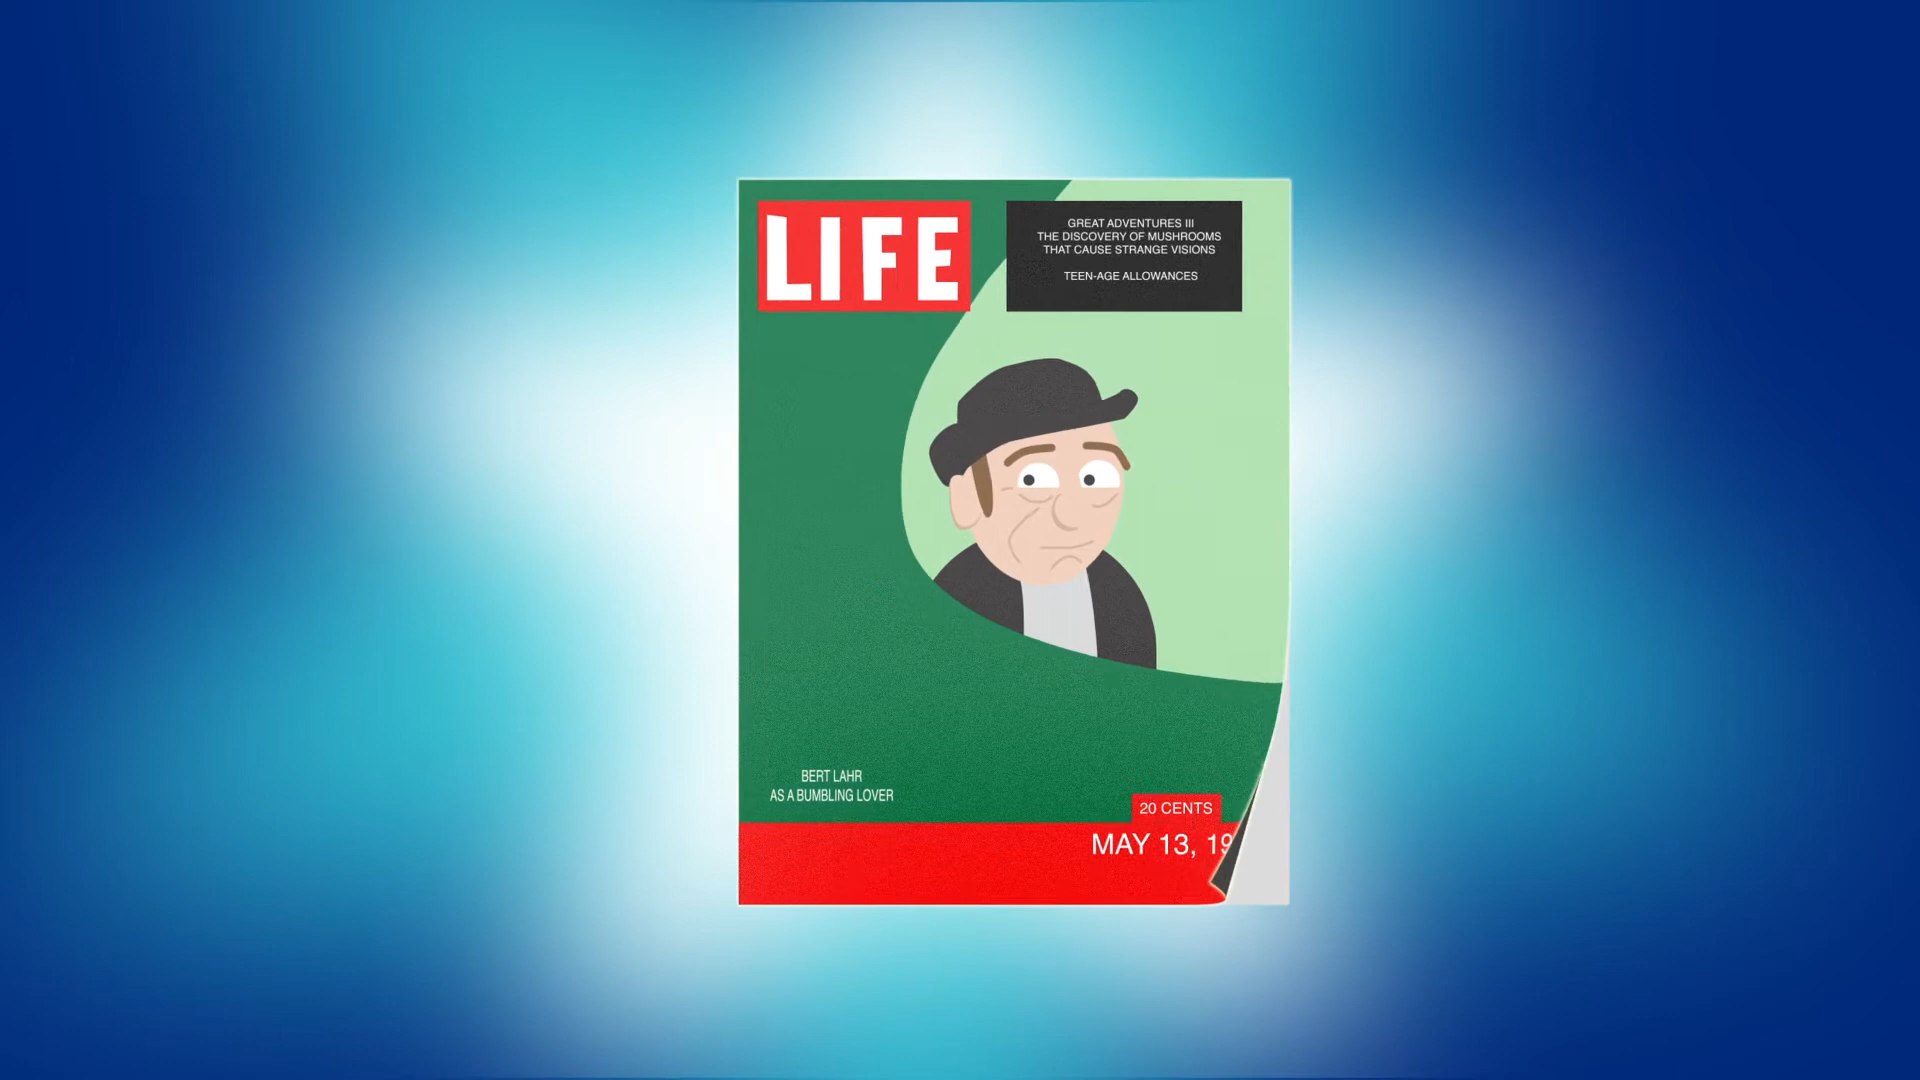 LIFE
GREAT ADVENTURES III
THE DISCOVERY OF MUSHROOMS
THAT CAUSE STRANGE VISIONS
TEEN-AGE ALLOWANCES
BERT LAHR
AS A BUMBLING LOVER
20 CENTS
MAY 13, 19